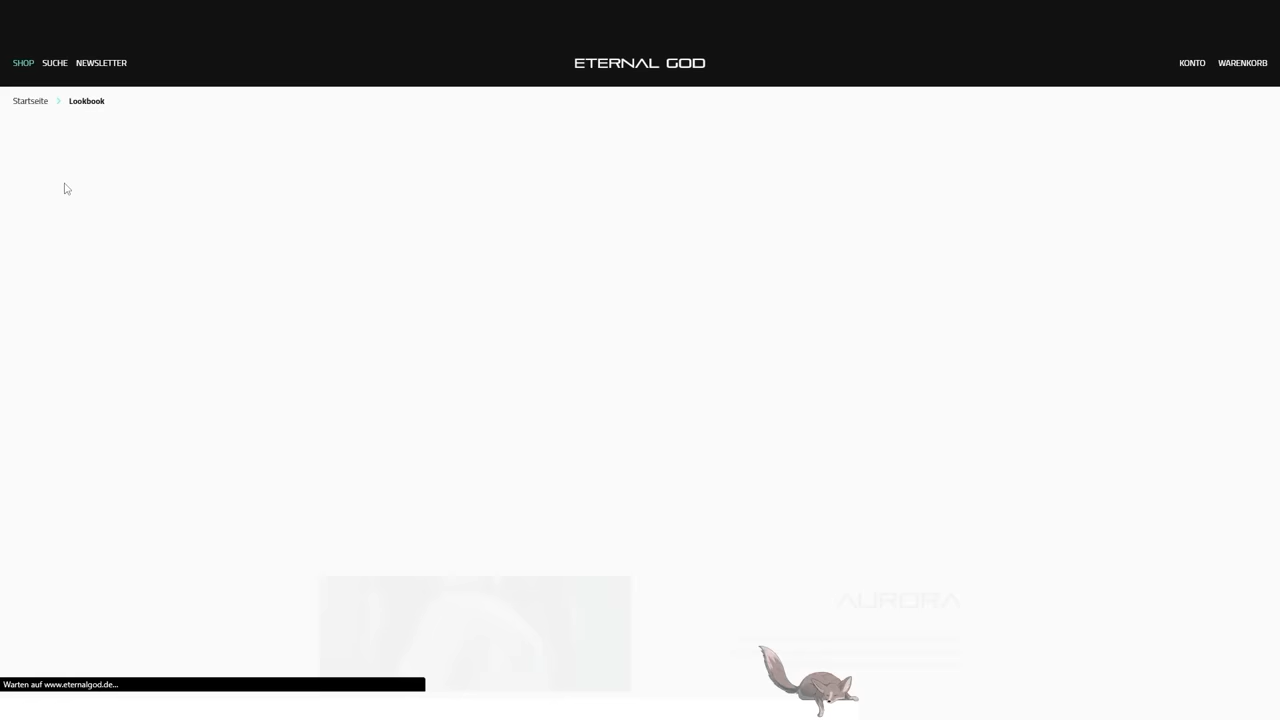 SHOP SUCHE NEWSLETTER
ETERNAL GOD
KONTO WARENKORB
Startseite > Lookbook
AURORA
Warten auf www.eternalgod.de...